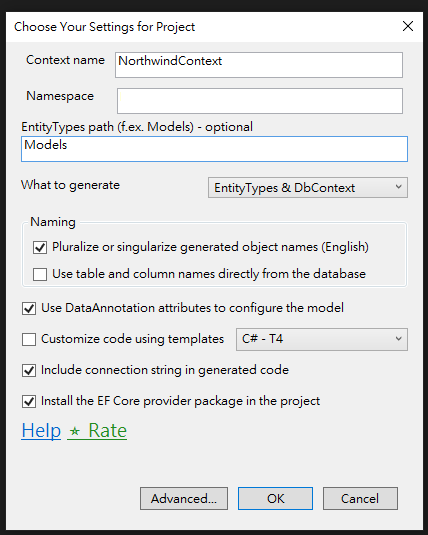 Choose Your Settings for Project
Context name NorthwindContext
Namespace
EntityTypes path (f.ex. Models) - optional
Models
What to generate EntityTypes & DbContext
Naming
Pluralize or singularize generated object names (English)
Use table and column names directly from the database
Use DataAnnotation attributes to configure the model
Customize code using templates C# - T4
Include connection string in generated code
Install the EF Core provider package in the project
Help ★ Rate
Advanced... OK Cancel